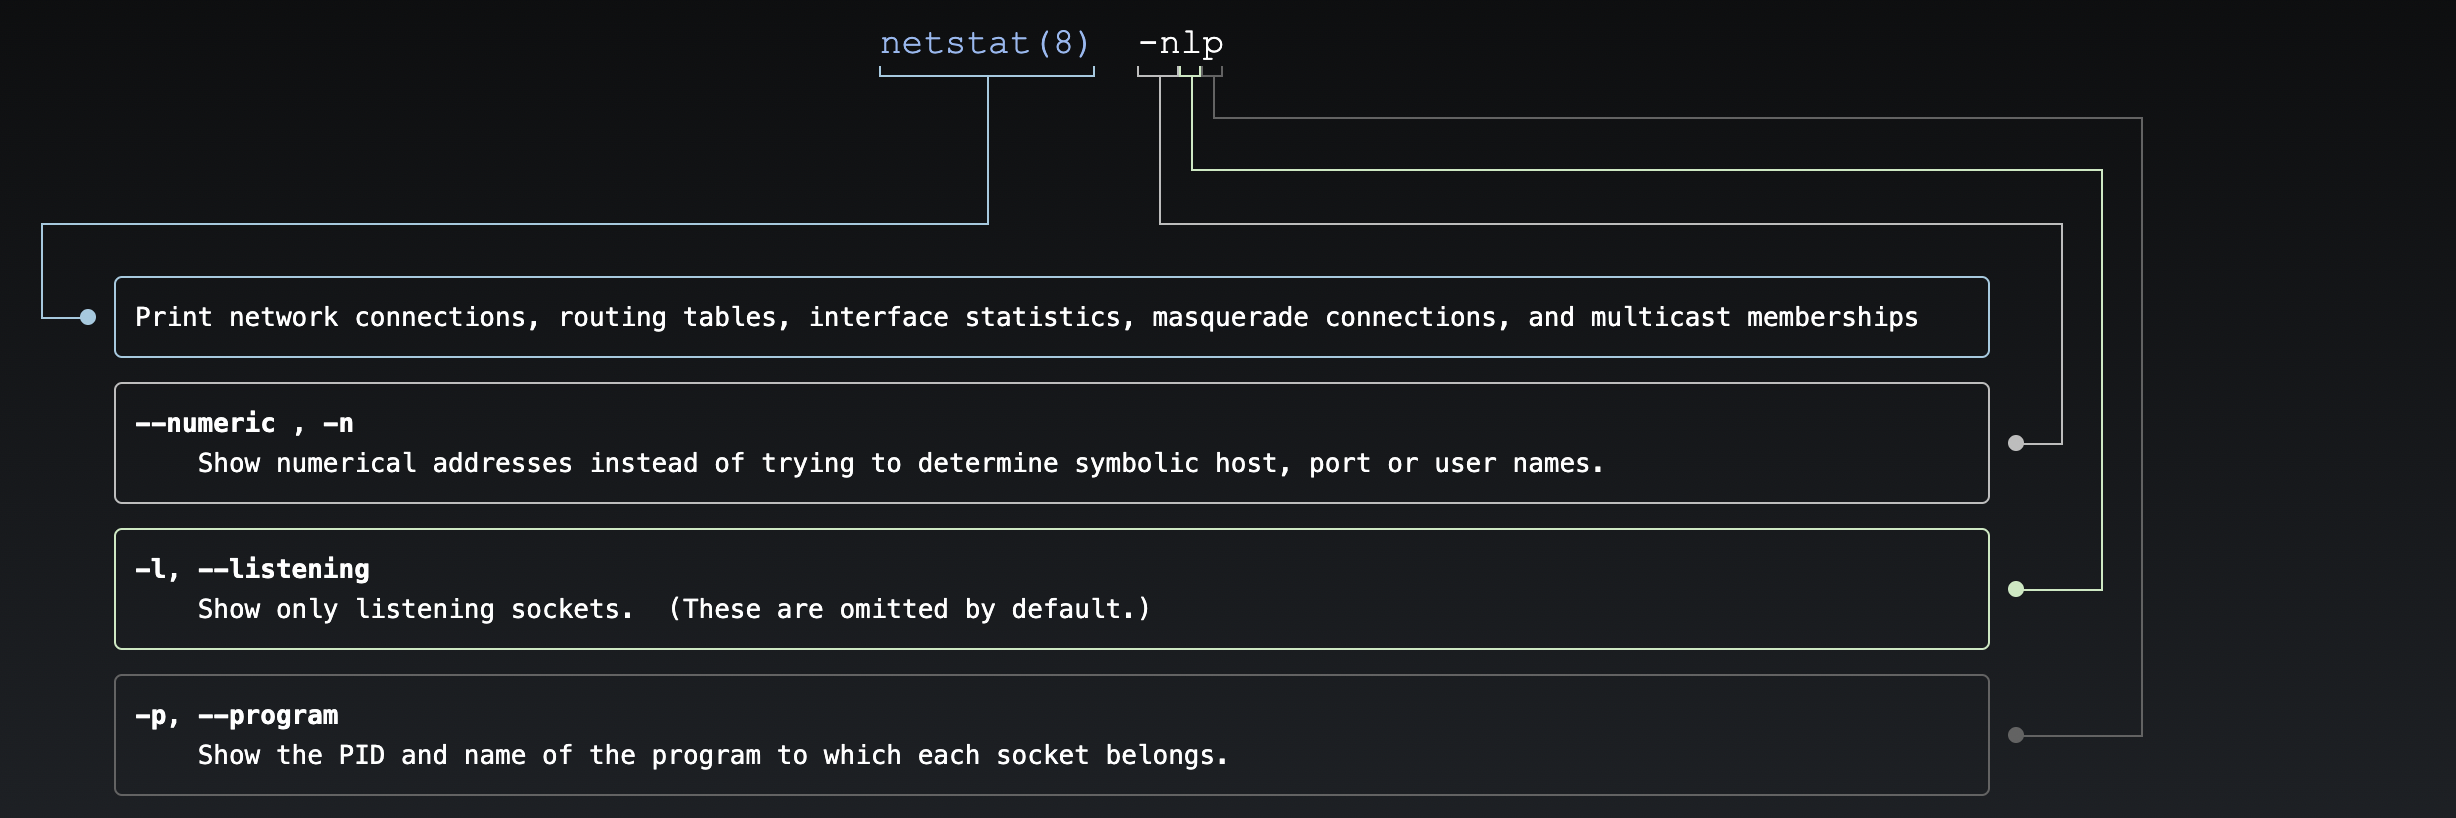 netstat(8) -nlp
Print network connections, routing tables, interface statistics, masquerade connections, and multicast memberships
--numeric , -n
Show numerical addresses instead of trying to determine symbolic host, port or user names.
-l, --listening
Show only listening sockets.  (These are omitted by default.)
-p, --program
Show the PID and name of the program to which each socket belongs.